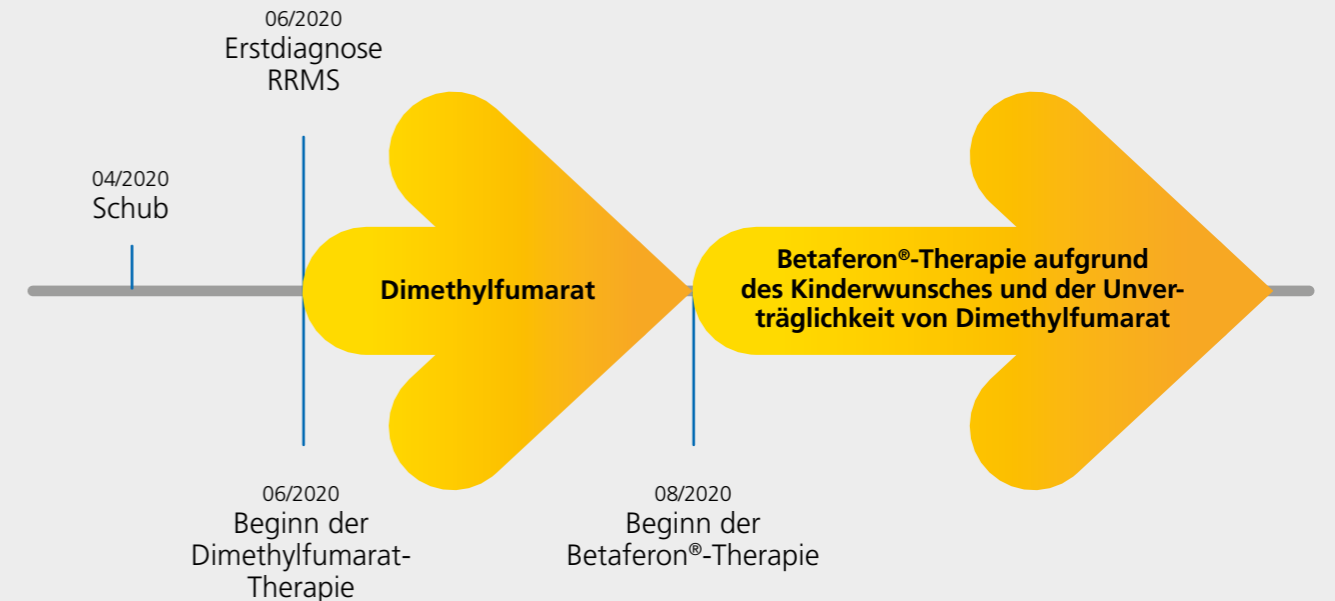 06/2020
Erstdiagnose
RRMS
04/2020
Schub
Dimethylfumarat
Betaferon®-Therapie aufgrund
des Kinderwunsches und der Unver-
träglichkeit von Dimethylfumarat
06/2020
Beginn der
Dimethylfumarat-
Therapie
08/2020
Beginn der
Betaferon®-Therapie